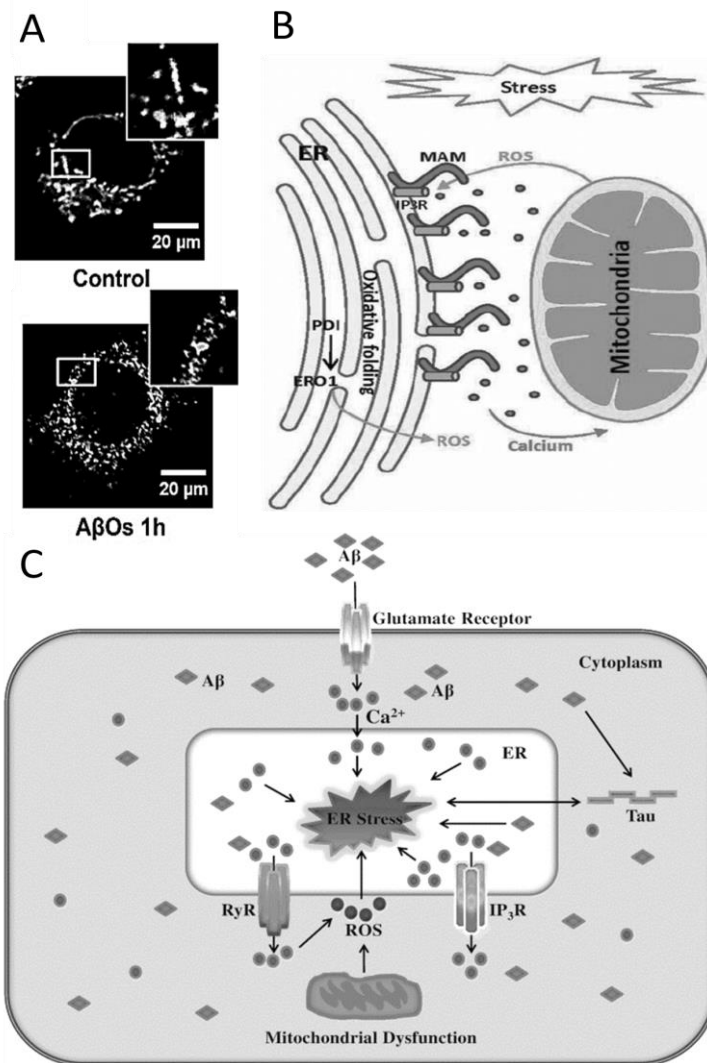 A
20 µm
Control
20 µm
AβOs 1h
B
Stress
ER
MAM
ROS
IP3R
Oxidative folding
Mitochondria
PDI
ERO1
ROS
Calcium
C
Aβ
Glutamate Receptor
Cytoplasm
Aβ
Aβ
Ca²⁺
ER
ER Stress
Tau
RyR
ROS
IP₃R
Mitochondrial Dysfunction